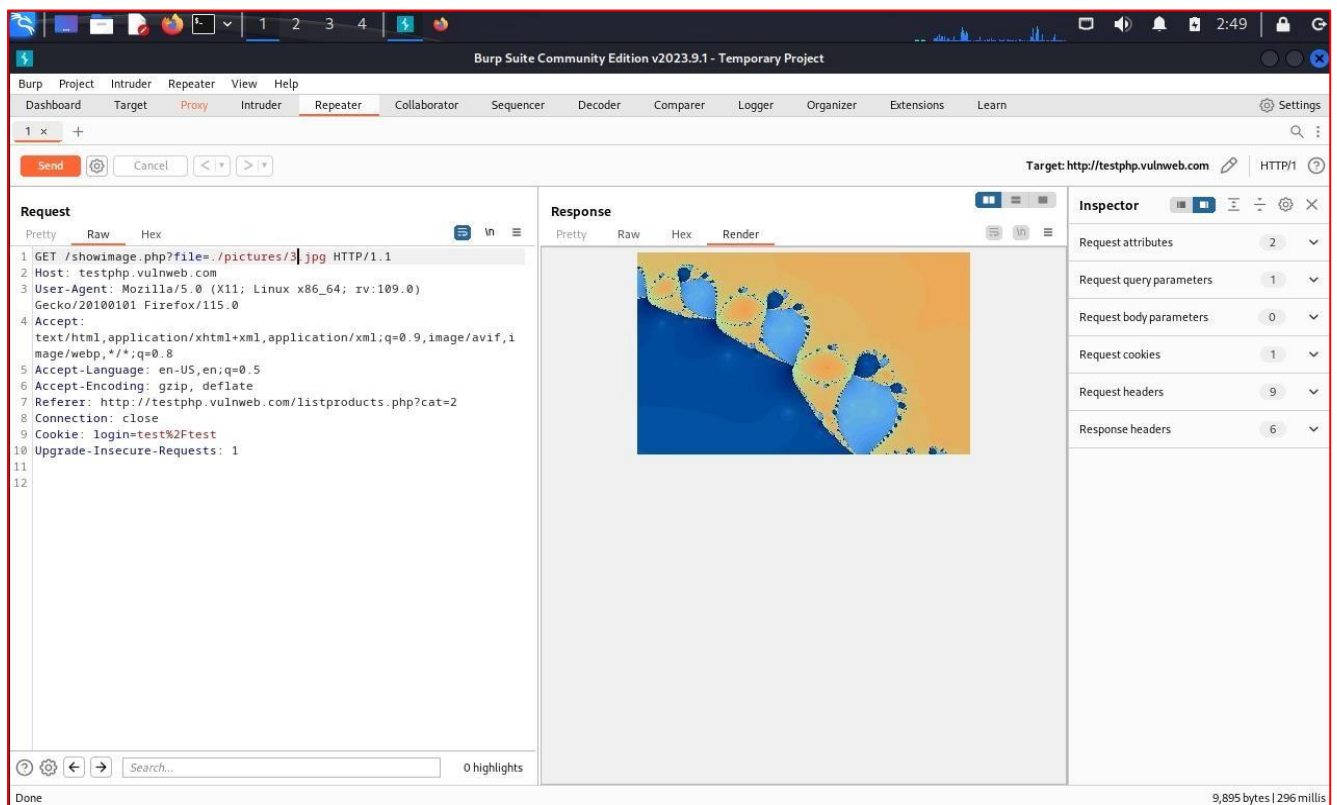 1 2 3 4 2:49
Burp Suite Community Edition v2023.9.1 - Temporary Project
Burp Project Intruder Repeater View Help
Dashboard Target Proxy Intruder Repeater Collaborator Sequencer Decoder Comparer Logger Organizer Extensions Learn Settings
1 × +
Send Cancel < > Target: http://testphp.vulnweb.com HTTP/1
Request
Pretty Raw Hex \n
1 GET /showimage.php?file=./pictures/3.jpg HTTP/1.1
2 Host: testphp.vulnweb.com
3 User-Agent: Mozilla/5.0 (X11; Linux x86_64; rv:109.0)
Gecko/20100101 Firefox/115.0
4 Accept:
text/html,application/xhtml+xml,application/xml;q=0.9,image/avif,i
mage/webp,*/*;q=0.8
5 Accept-Language: en-US,en;q=0.5
6 Accept-Encoding: gzip, deflate
7 Referer: http://testphp.vulnweb.com/listproducts.php?cat=2
8 Connection: close
9 Cookie: login=test%2Ftest
10 Upgrade-Insecure-Requests: 1
11
12
Search... 0 highlights
Response
Pretty Raw Hex Render \n
Inspector
Request attributes 2
Request query parameters 1
Request body parameters 0
Request cookies 1
Request headers 9
Response headers 6
Done 9,895 bytes | 296 millis